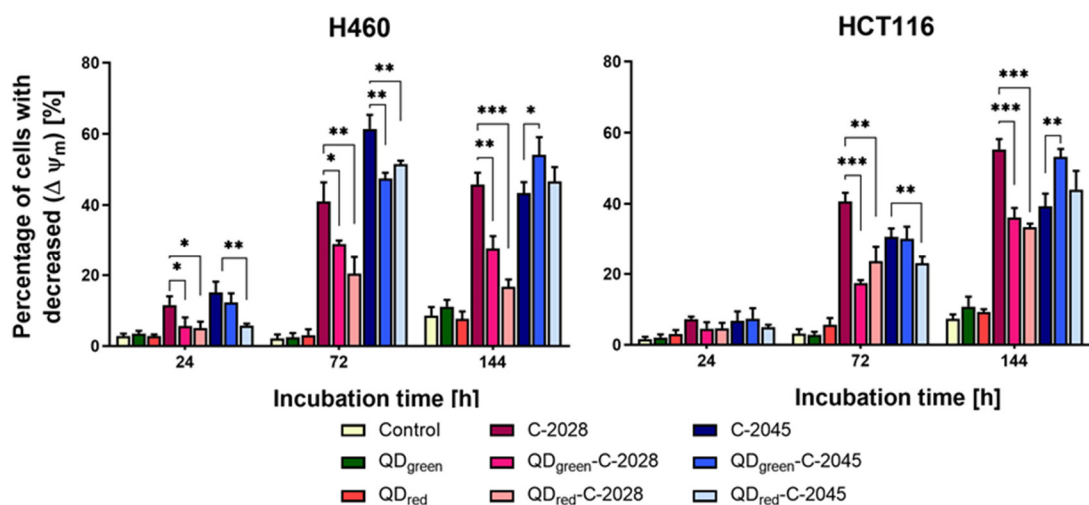 H460
HCT116
Percentage of cells with
decreased (Δ Ψm) [%]
80
60
40
20
0
* * * ** * ** ** ** ** *** *
24
72
144
Incubation time [h]
80
60
40
20
0
*** ** ** *** *** **
24
72
144
Incubation time [h]
Control
C-2028
C-2045
QDgreen
QDgreen-C-2028
QDgreen-C-2045
QDred
QDred-C-2028
QDred-C-2045